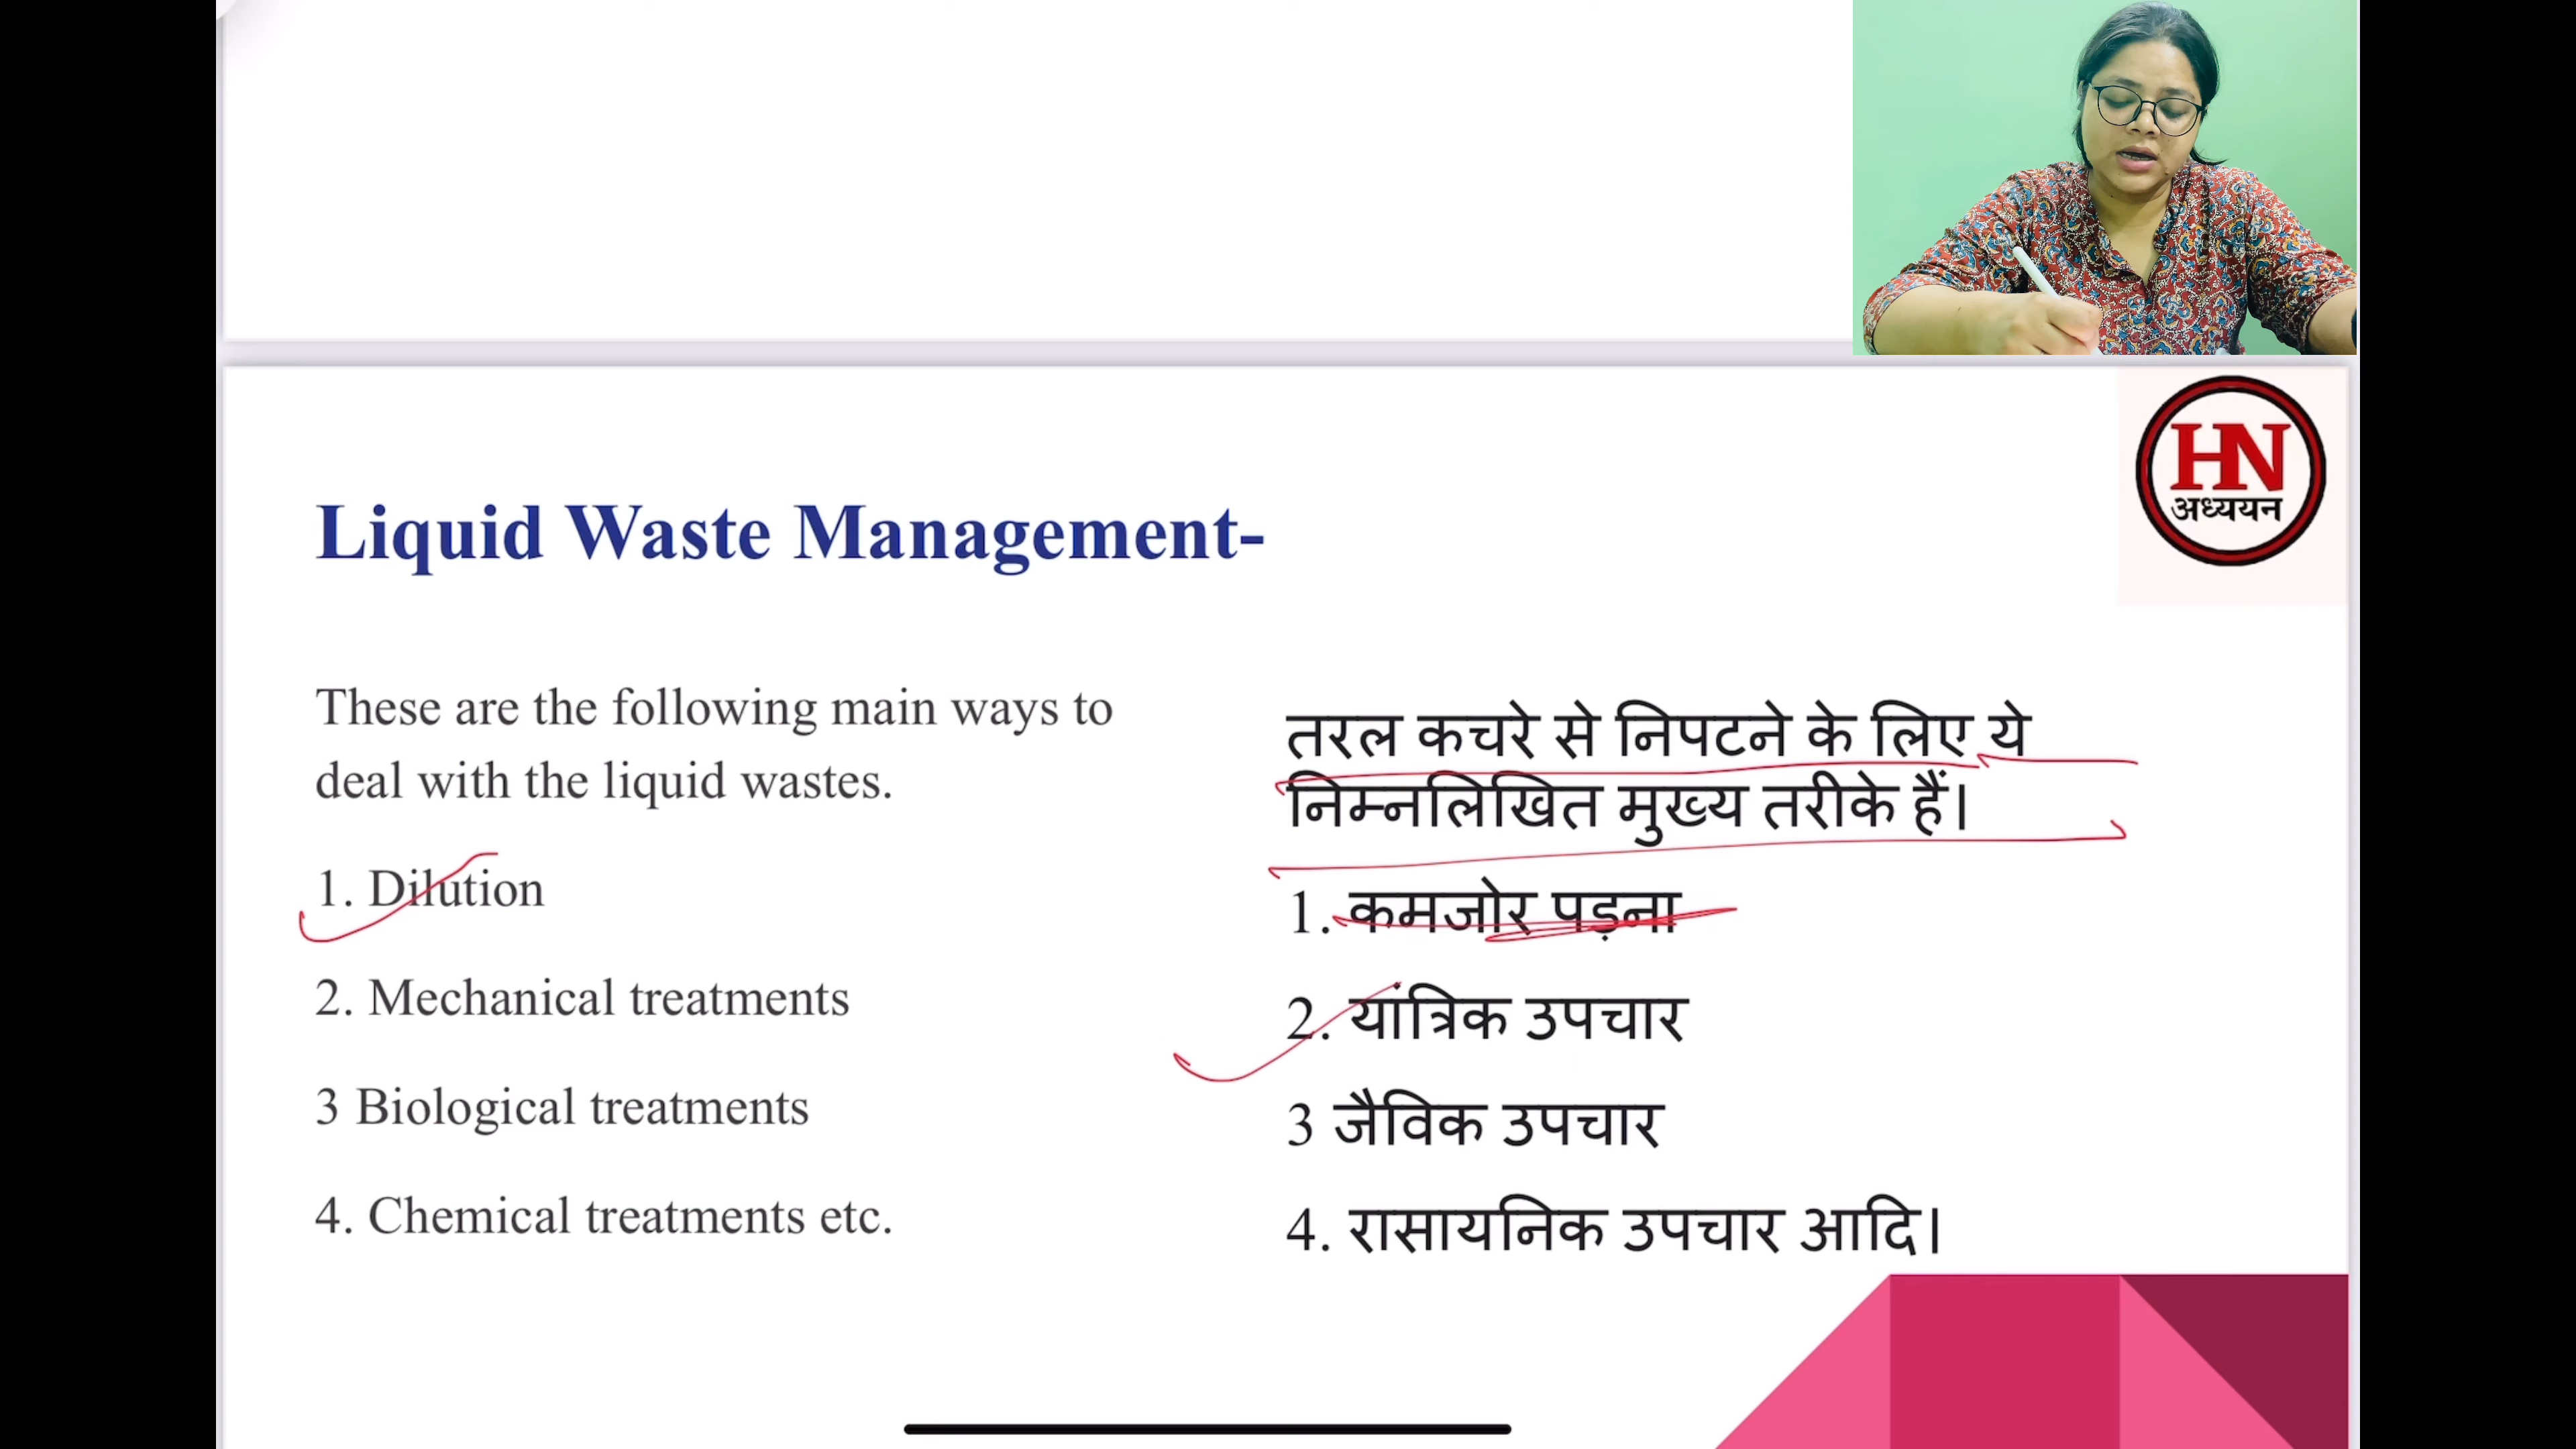 HN
अध्ययन
Liquid Waste Management-
These are the following main ways to
deal with the liquid wastes.
1. Dilution
2. Mechanical treatments
3 Biological treatments
4. Chemical treatments etc.
तरल कचरे से निपटने के लिए ये
निम्नलिखित मुख्य तरीके हैं।
1. कमजोर पड़ना
2. यांत्रिक उपचार
3 जैविक उपचार
4. रासायनिक उपचार आदि।